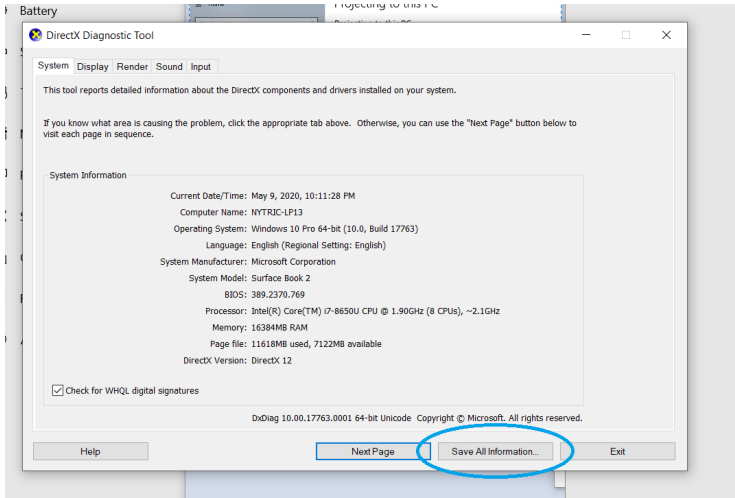 Battery
Projecting to this PC
DirectX Diagnostic Tool
System Display Render Sound Input
This tool reports detailed information about the DirectX components and drivers installed on your system.
If you know what area is causing the problem, click the appropriate tab above. Otherwise, you can use the "Next Page" button below to
visit each page in sequence.
System Information
Current Date/Time: May 9, 2020, 10:11:28 PM
Computer Name: NYTRIC-LP13
Operating System: Windows 10 Pro 64-bit (10.0, Build 17763)
Language: English (Regional Setting: English)
System Manufacturer: Microsoft Corporation
System Model: Surface Book 2
BIOS: 389.2370.769
Processor: Intel(R) Core(TM) i7-8650U CPU @ 1.90GHz (8 CPUs), ~2.1GHz
Memory: 16384MB RAM
Page file: 11618MB used, 7122MB available
DirectX Version: DirectX 12
Check for WHQL digital signatures
DxDiag 10.00.17763.0001 64-bit Unicode Copyright © Microsoft. All rights reserved.
Help Next Page Save All Information... Exit